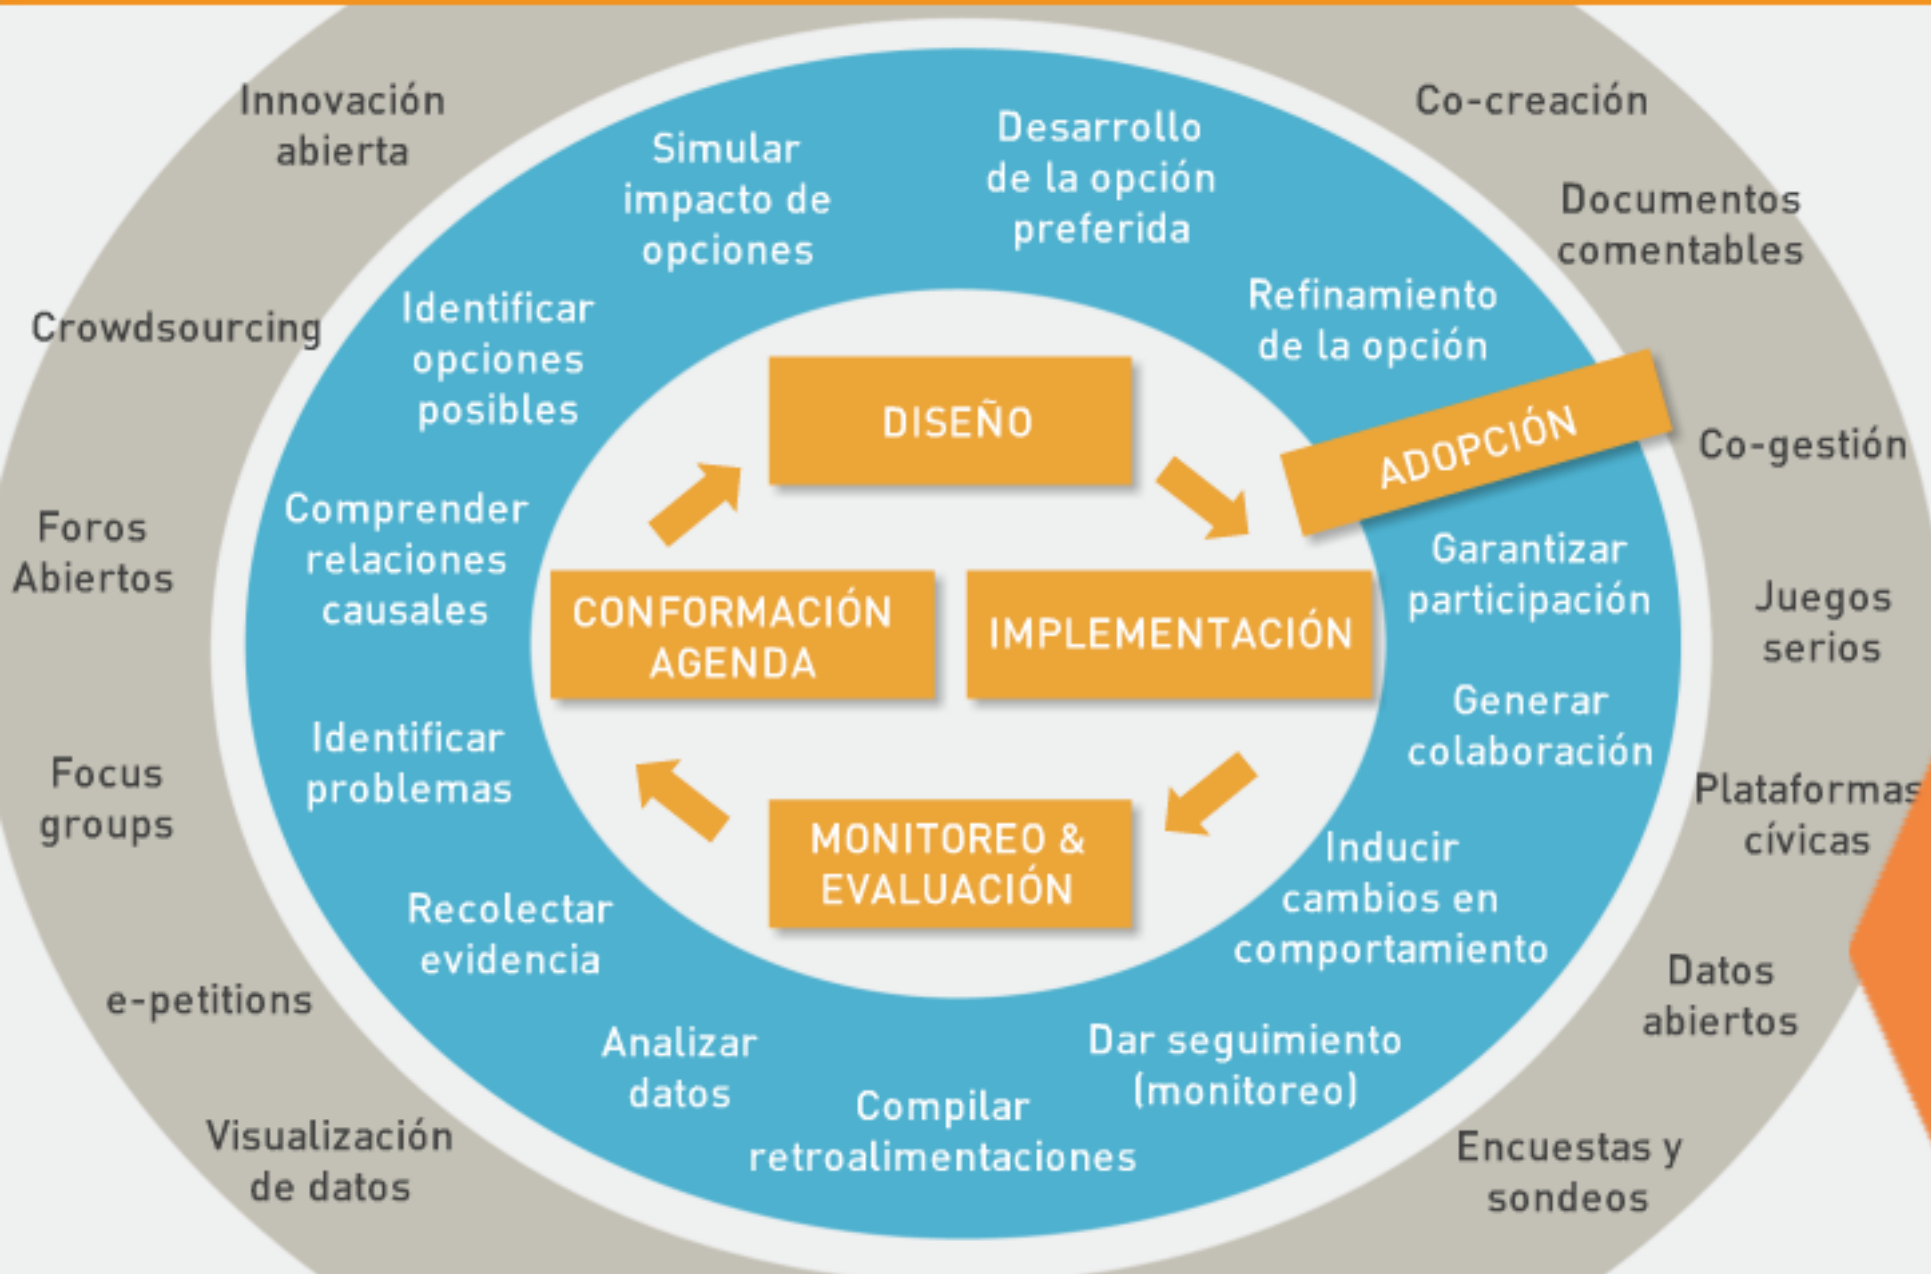 Innovación
abierta
Crowdsourcing
Foros
Abiertos
Focus
groups
e-petitions
Visualización
de datos
Simular
impacto de
opciones
Desarrollo
de la opción
preferida
Refinamiento
de la opción
Identificar
opciones
posibles
Comprender
relaciones
causales
Identificar
problemas
Recolectar
evidencia
Analizar
datos
Compilar
retroalimentaciones
Dar seguimiento
(monitoreo)
Inducir
cambios en
comportamiento
Generar
colaboración
Garantizar
participación
ADOPCIÓN
DISEÑO
CONFORMACIÓN
AGENDA
IMPLEMENTACIÓN
MONITOREO &
EVALUACIÓN
Co-creación
Documentos
comentables
Co-gestión
Juegos
serios
Plataformas
cívicas
Datos
abiertos
Encuestas y
sondeos